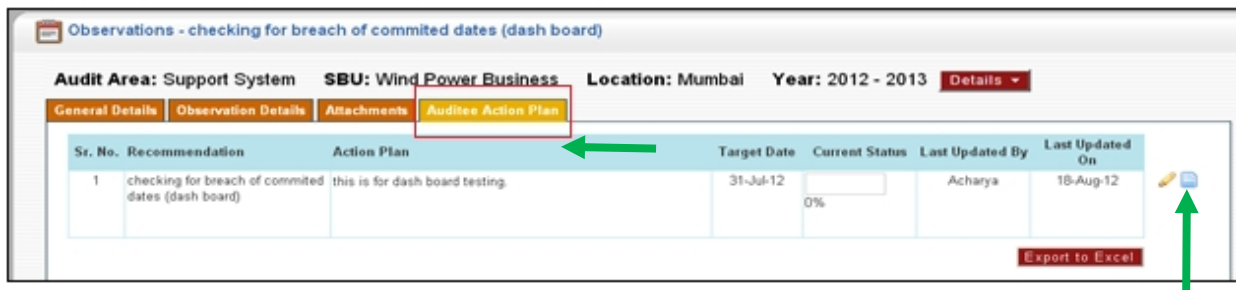 Observations - checking for breach of commited dates (dash board)
Audit Area: Support System SBU: Wind Power Business Location: Mumbai Year: 2012 - 2013 Details
General Details Observation Details Attachments Auditee Action Plan
Sr. No. Recommendation Action Plan Target Date Current Status Last Updated By Last Updated On
1 checking for breach of commited dates (dash board) this is for dash board testing. 31-Jul-12 0% Acharya 18-Aug-12
Export to Excel